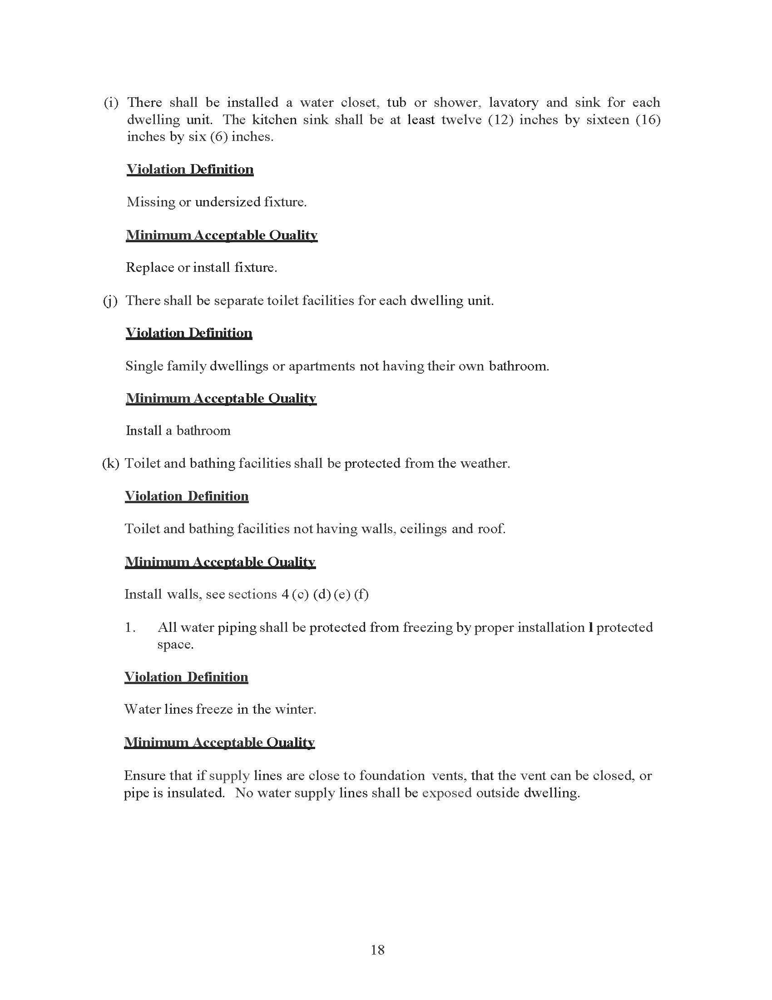 (i) There shall be installed a water closet, tub or shower, lavatory and sink for each
dwelling unit. The kitchen sink shall be at least twelve (12) inches by sixteen (16)
inches by six (6) inches.
Violation Definition
Missing or undersized fixture.
Minimum Acceptable Quality
Replace or install fixture.
(j) There shall be separate toilet facilities for each dwelling unit.
Violation Definition
Single family dwellings or apartments not having their own bathroom.
Minimum Acceptable Quality
Install a bathroom
(k) Toilet and bathing facilities shall be protected from the weather.
Violation Definition
Toilet and bathing facilities not having walls, ceilings and roof.
Minimum Acceptable Quality
Install walls, see sections 4 (c) (d) (e) (f)
1. All water piping shall be protected from freezing by proper installation l protected
space.
Violation Definition
Water lines freeze in the winter.
Minimum Acceptable Quality
Ensure that if supply lines are close to foundation vents, that the vent can be closed, or
pipe is insulated. No water supply lines shall be exposed outside dwelling.
18